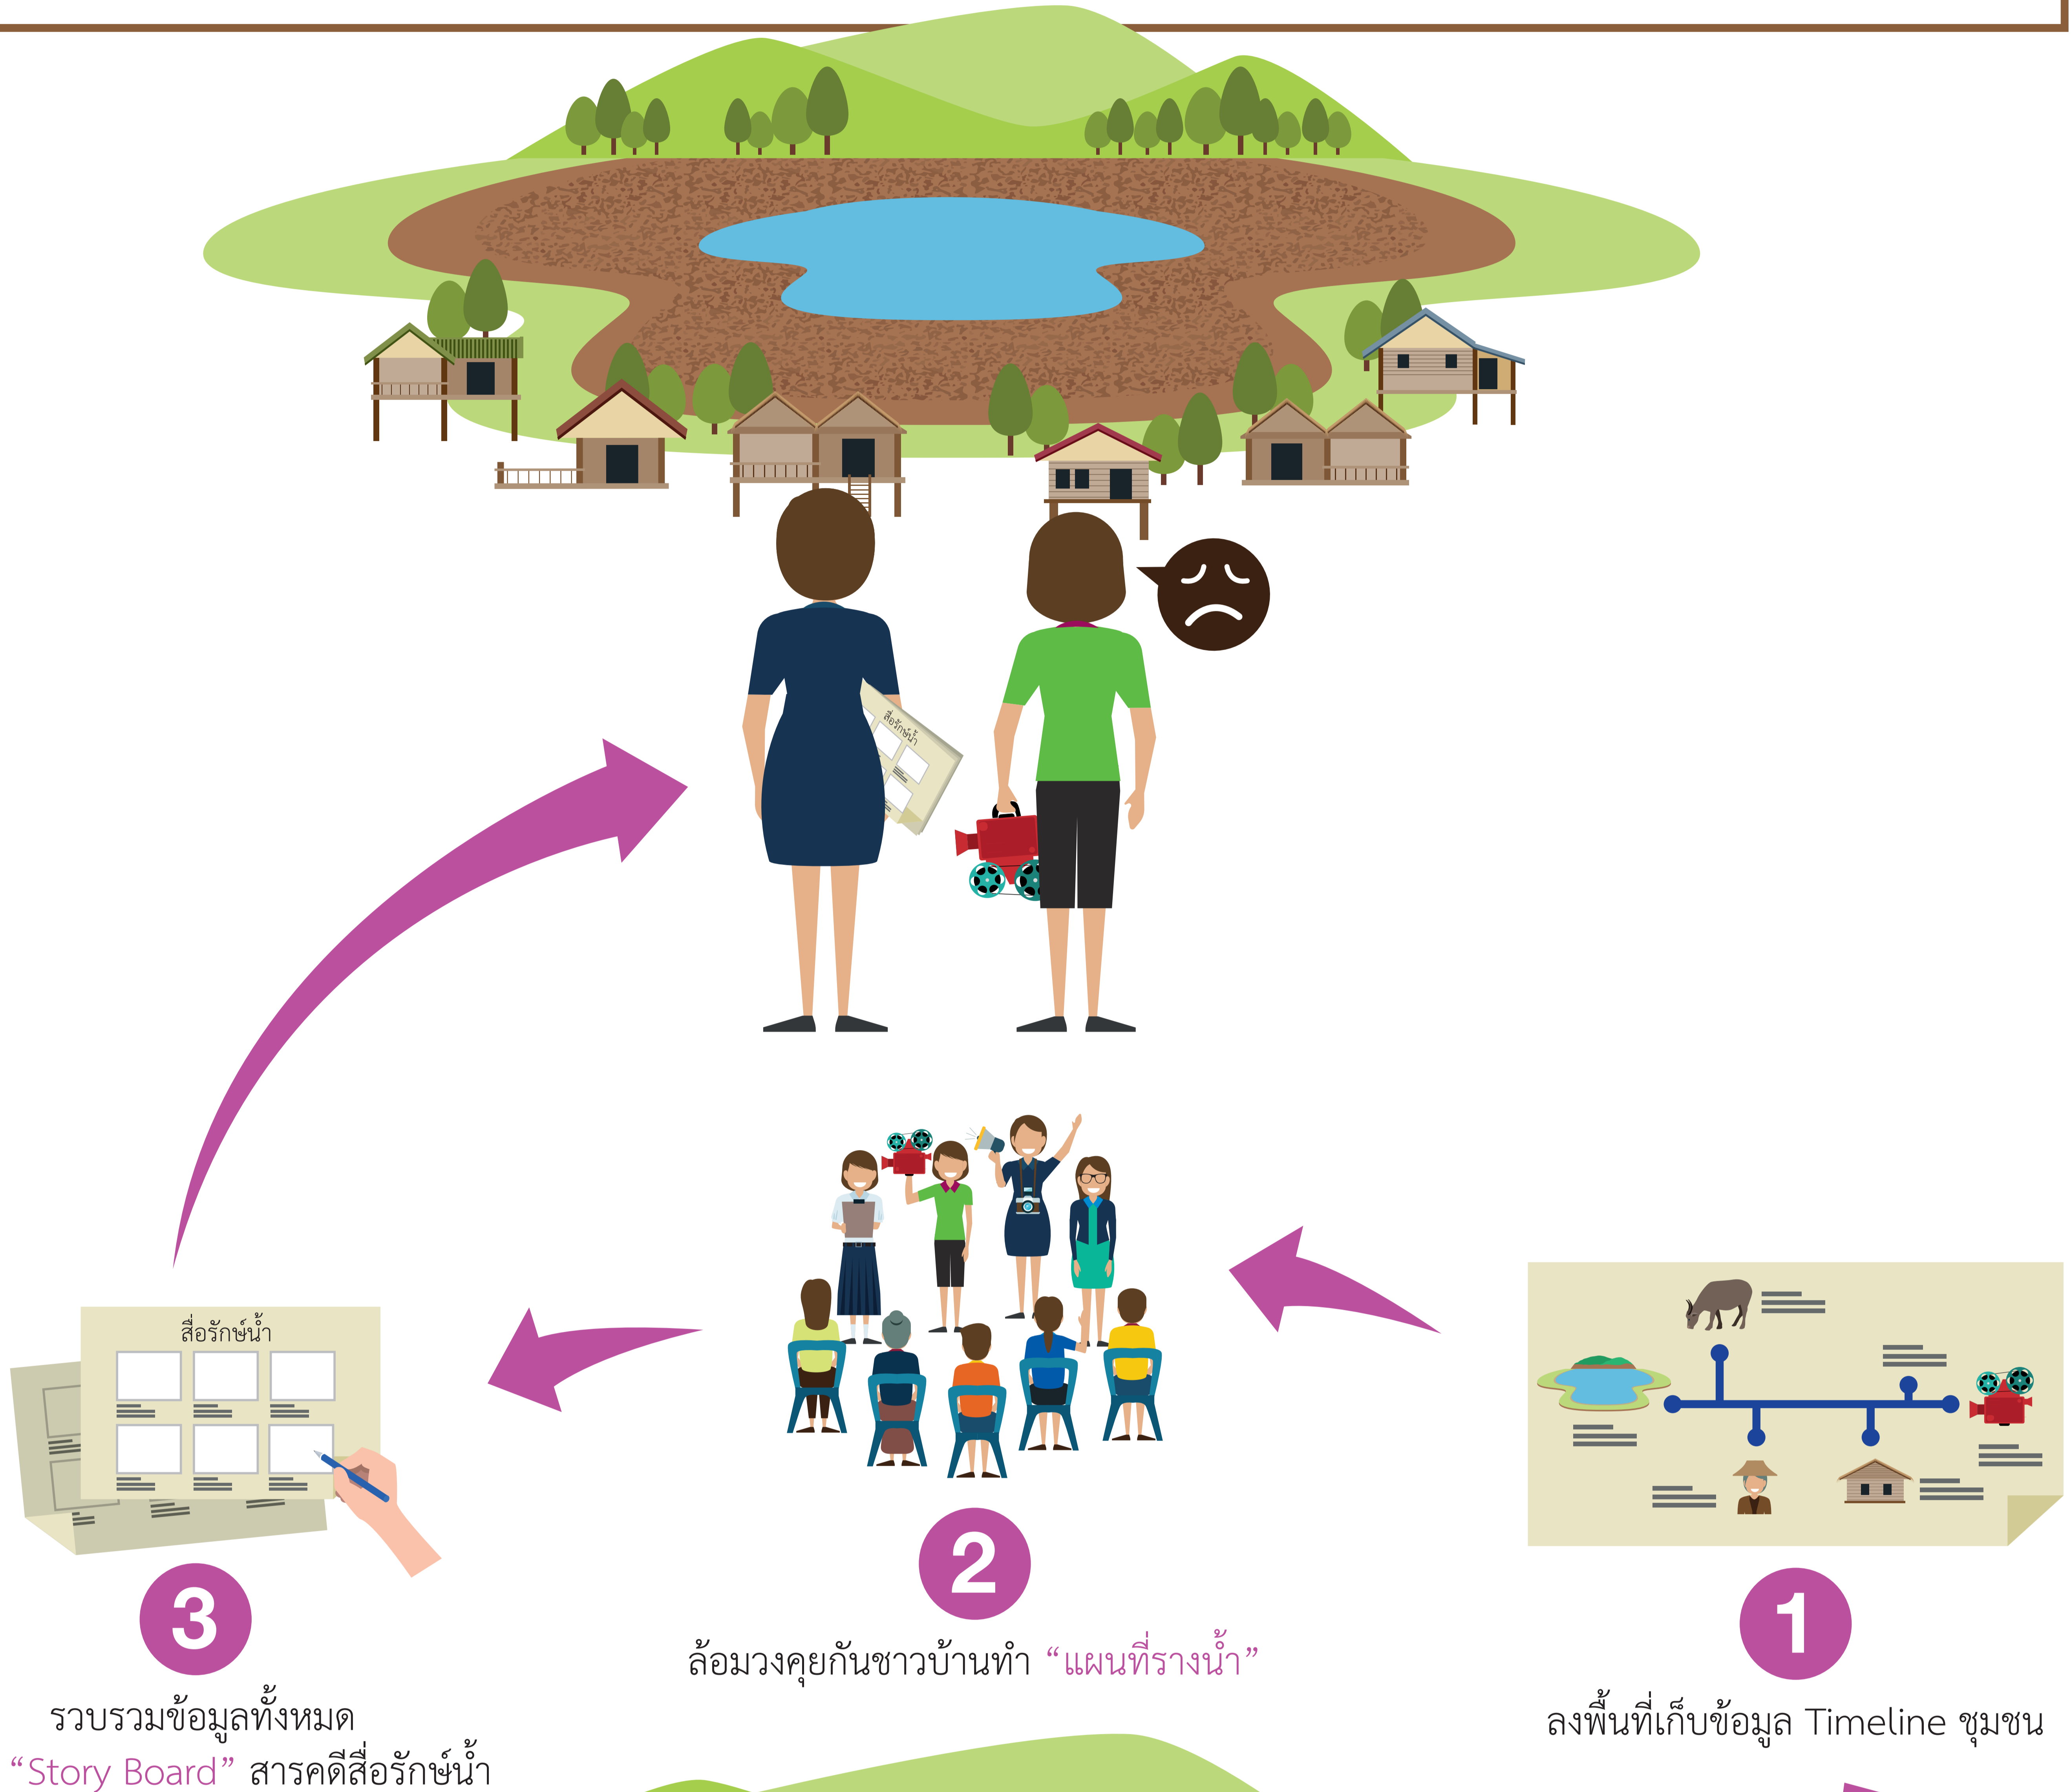 สื่อรักษ์น้ำ
สื่อรักษ์น้ำ
3
รวบรวมข้อมูลทั้งหมด
“Story Board” สารคดีสื่อรักษ์น้ำ
2
ล้อมวงคุยกันชาวบ้านทำ “แผนที่รางน้ำ”
1
ลงพื้นที่เก็บข้อมูล Timeline ชุมชน